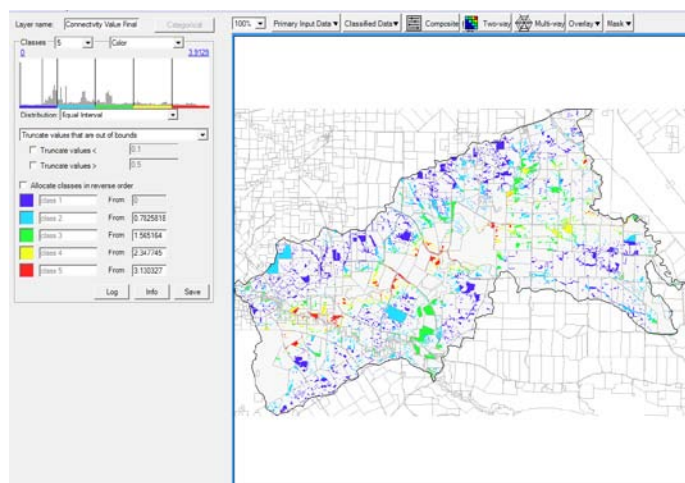 Layer name: Connectivity Value Final Categorical
Classes 5 Color
0 3.9129
Distribution: Equal Interval
Truncate values that are out of bounds
Truncate values < 0.1
Truncate values > 0.5
Allocate classes in reverse order
class 1 From 0
class 2 From 0.7825818
class 3 From 1.565164
class 4 From 2.347745
class 5 From 3.130327
Log Info Save
100% Primary Input Data Classified Data Composite Two-way Multi-way Overlay Mask